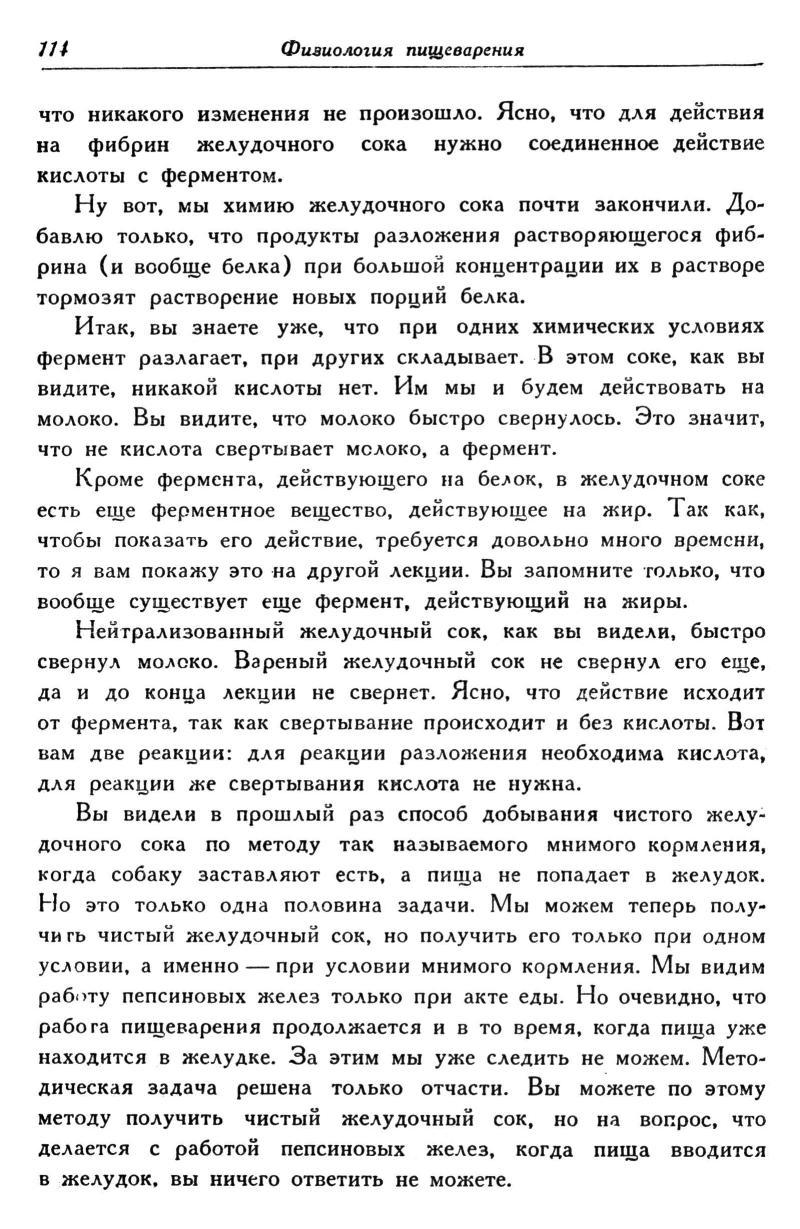 114 Физиология пищеварения
что никакого изменения не произошло. Ясно, что для действия
на фибрин желудочного сока нужно соединенное действие
кислоты с ферментом.
Ну вот, мы химию желудочного сока почти закончили. До-
бавлю только, что продукты разложения растворяющегося фиб-
рина (и вообще белка) при большой концентрации их в растворе
тормозят растворение новых порций белка.
Итак, вы знаете уже, что при одних химических условиях
фермент разлагает, при других складывает. В этом соке, как вы
видите, никакой кислоты нет. Им мы и будем действовать на
молоко. Вы видите, что молоко быстро свернулось. Это значит,
что не кислота свертывает молоко, а фермент.
Кроме фермента, действующего на белок, в желудочном соке
есть еще ферментное вещество, действующее на жир. Так как,
чтобы показать его действие, требуется довольно много времени,
то я вам покажу это на другой лекции. Вы запомните только, что
вообще существует еще фермент, действующий на жиры.
Нейтрализованный желудочный сок, как вы видели, быстро
свернул молоко. Вареный желудочный сок не свернул его еще,
да и до конца лекции не свернет. Ясно, что действие исходит
от фермента, так как свертывание происходит и без кислоты. Вот
вам две реакции: для реакции разложения необходима кислота,
для реакции же свертывания кислота не нужна.
Вы видели в прошлый раз способ добывания чистого желу-
дочного сока по методу так называемого мнимого кормления,
когда собаку заставляют есть, а пища не попадает в желудок.
Но это только одна половина задачи. Мы можем теперь полу-
чить чистый желудочный сок, но получить его только при одном
условии, а именно — при условии мнимого кормления. Мы видим
работу пепсиновых желез только при акте еды. Но очевидно, что
работа пищеварения продолжается и в то время, когда пища уже
находится в желудке. За этим мы уже следить не можем. Мето-
дическая задача решена только отчасти. Вы можете по этому
методу получить чистый желудочный сок, но на вопрос, что
делается с работой пепсиновых желез, когда пища вводится
в желудок, вы ничего ответить не можете.